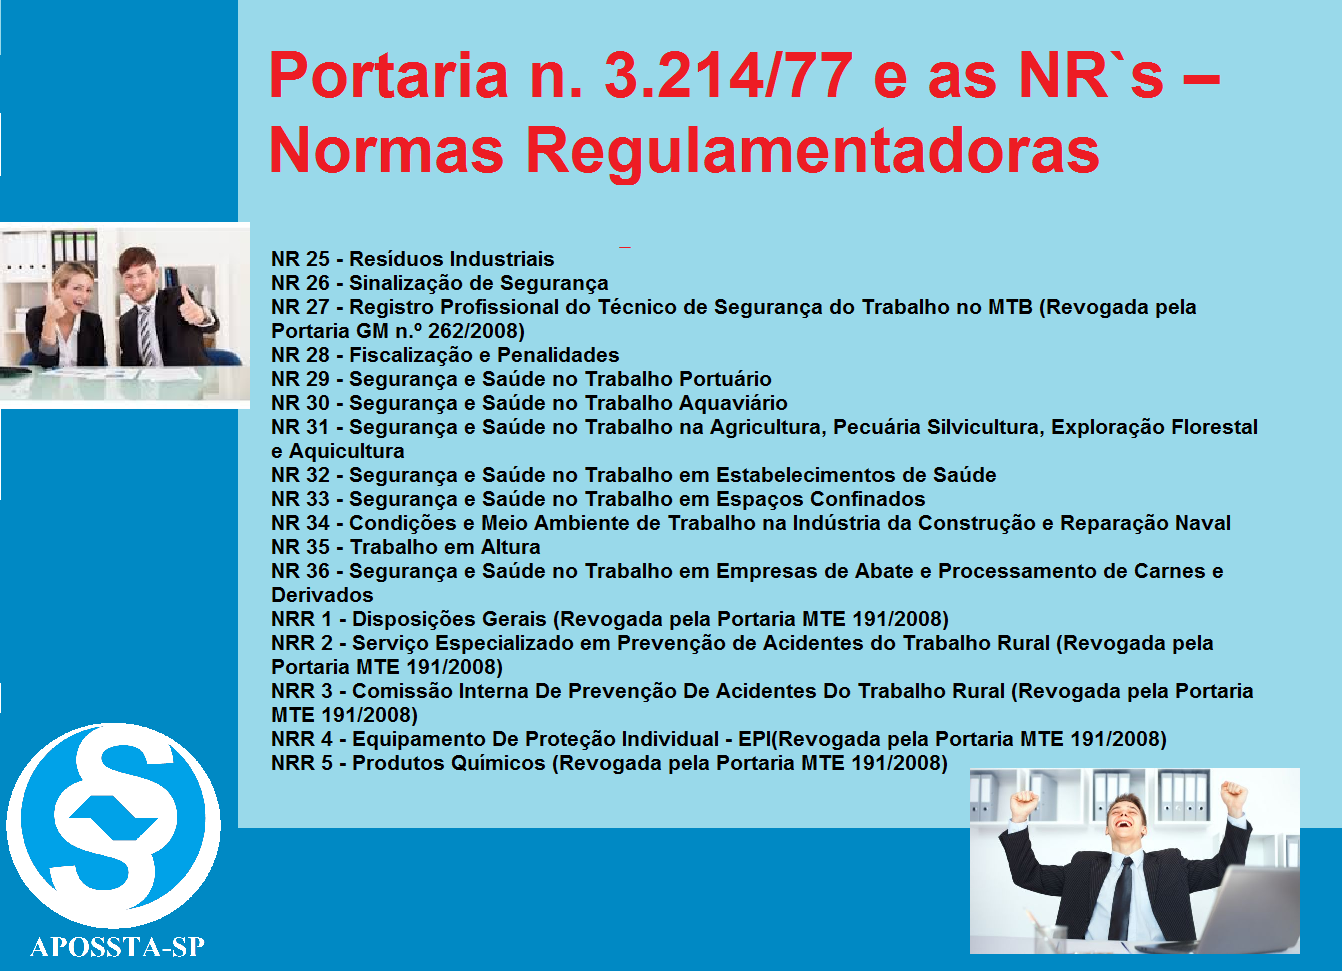 Portaria n. 3.214/77 e as NR`s –
Normas Regulamentadoras
NR 25 - Resíduos Industriais
NR 26 - Sinalização de Segurança
NR 27 - Registro Profissional do Técnico de Segurança do Trabalho no MTB (Revogada pela
Portaria GM n.º 262/2008)
NR 28 - Fiscalização e Penalidades
NR 29 - Segurança e Saúde no Trabalho Portuário
NR 30 - Segurança e Saúde no Trabalho Aquaviário
NR 31 - Segurança e Saúde no Trabalho na Agricultura, Pecuária Silvicultura, Exploração Florestal
e Aquicultura
NR 32 - Segurança e Saúde no Trabalho em Estabelecimentos de Saúde
NR 33 - Segurança e Saúde no Trabalho em Espaços Confinados
NR 34 - Condições e Meio Ambiente de Trabalho na Indústria da Construção e Reparação Naval
NR 35 - Trabalho em Altura
NR 36 - Segurança e Saúde no Trabalho em Empresas de Abate e Processamento de Carnes e
Derivados
NRR 1 - Disposições Gerais (Revogada pela Portaria MTE 191/2008)
NRR 2 - Serviço Especializado em Prevenção de Acidentes do Trabalho Rural (Revogada pela
Portaria MTE 191/2008)
NRR 3 - Comissão Interna De Prevenção De Acidentes Do Trabalho Rural (Revogada pela Portaria
MTE 191/2008)
NRR 4 - Equipamento De Proteção Individual - EPI(Revogada pela Portaria MTE 191/2008)
NRR 5 - Produtos Químicos (Revogada pela Portaria MTE 191/2008)
APOSSTA-SP